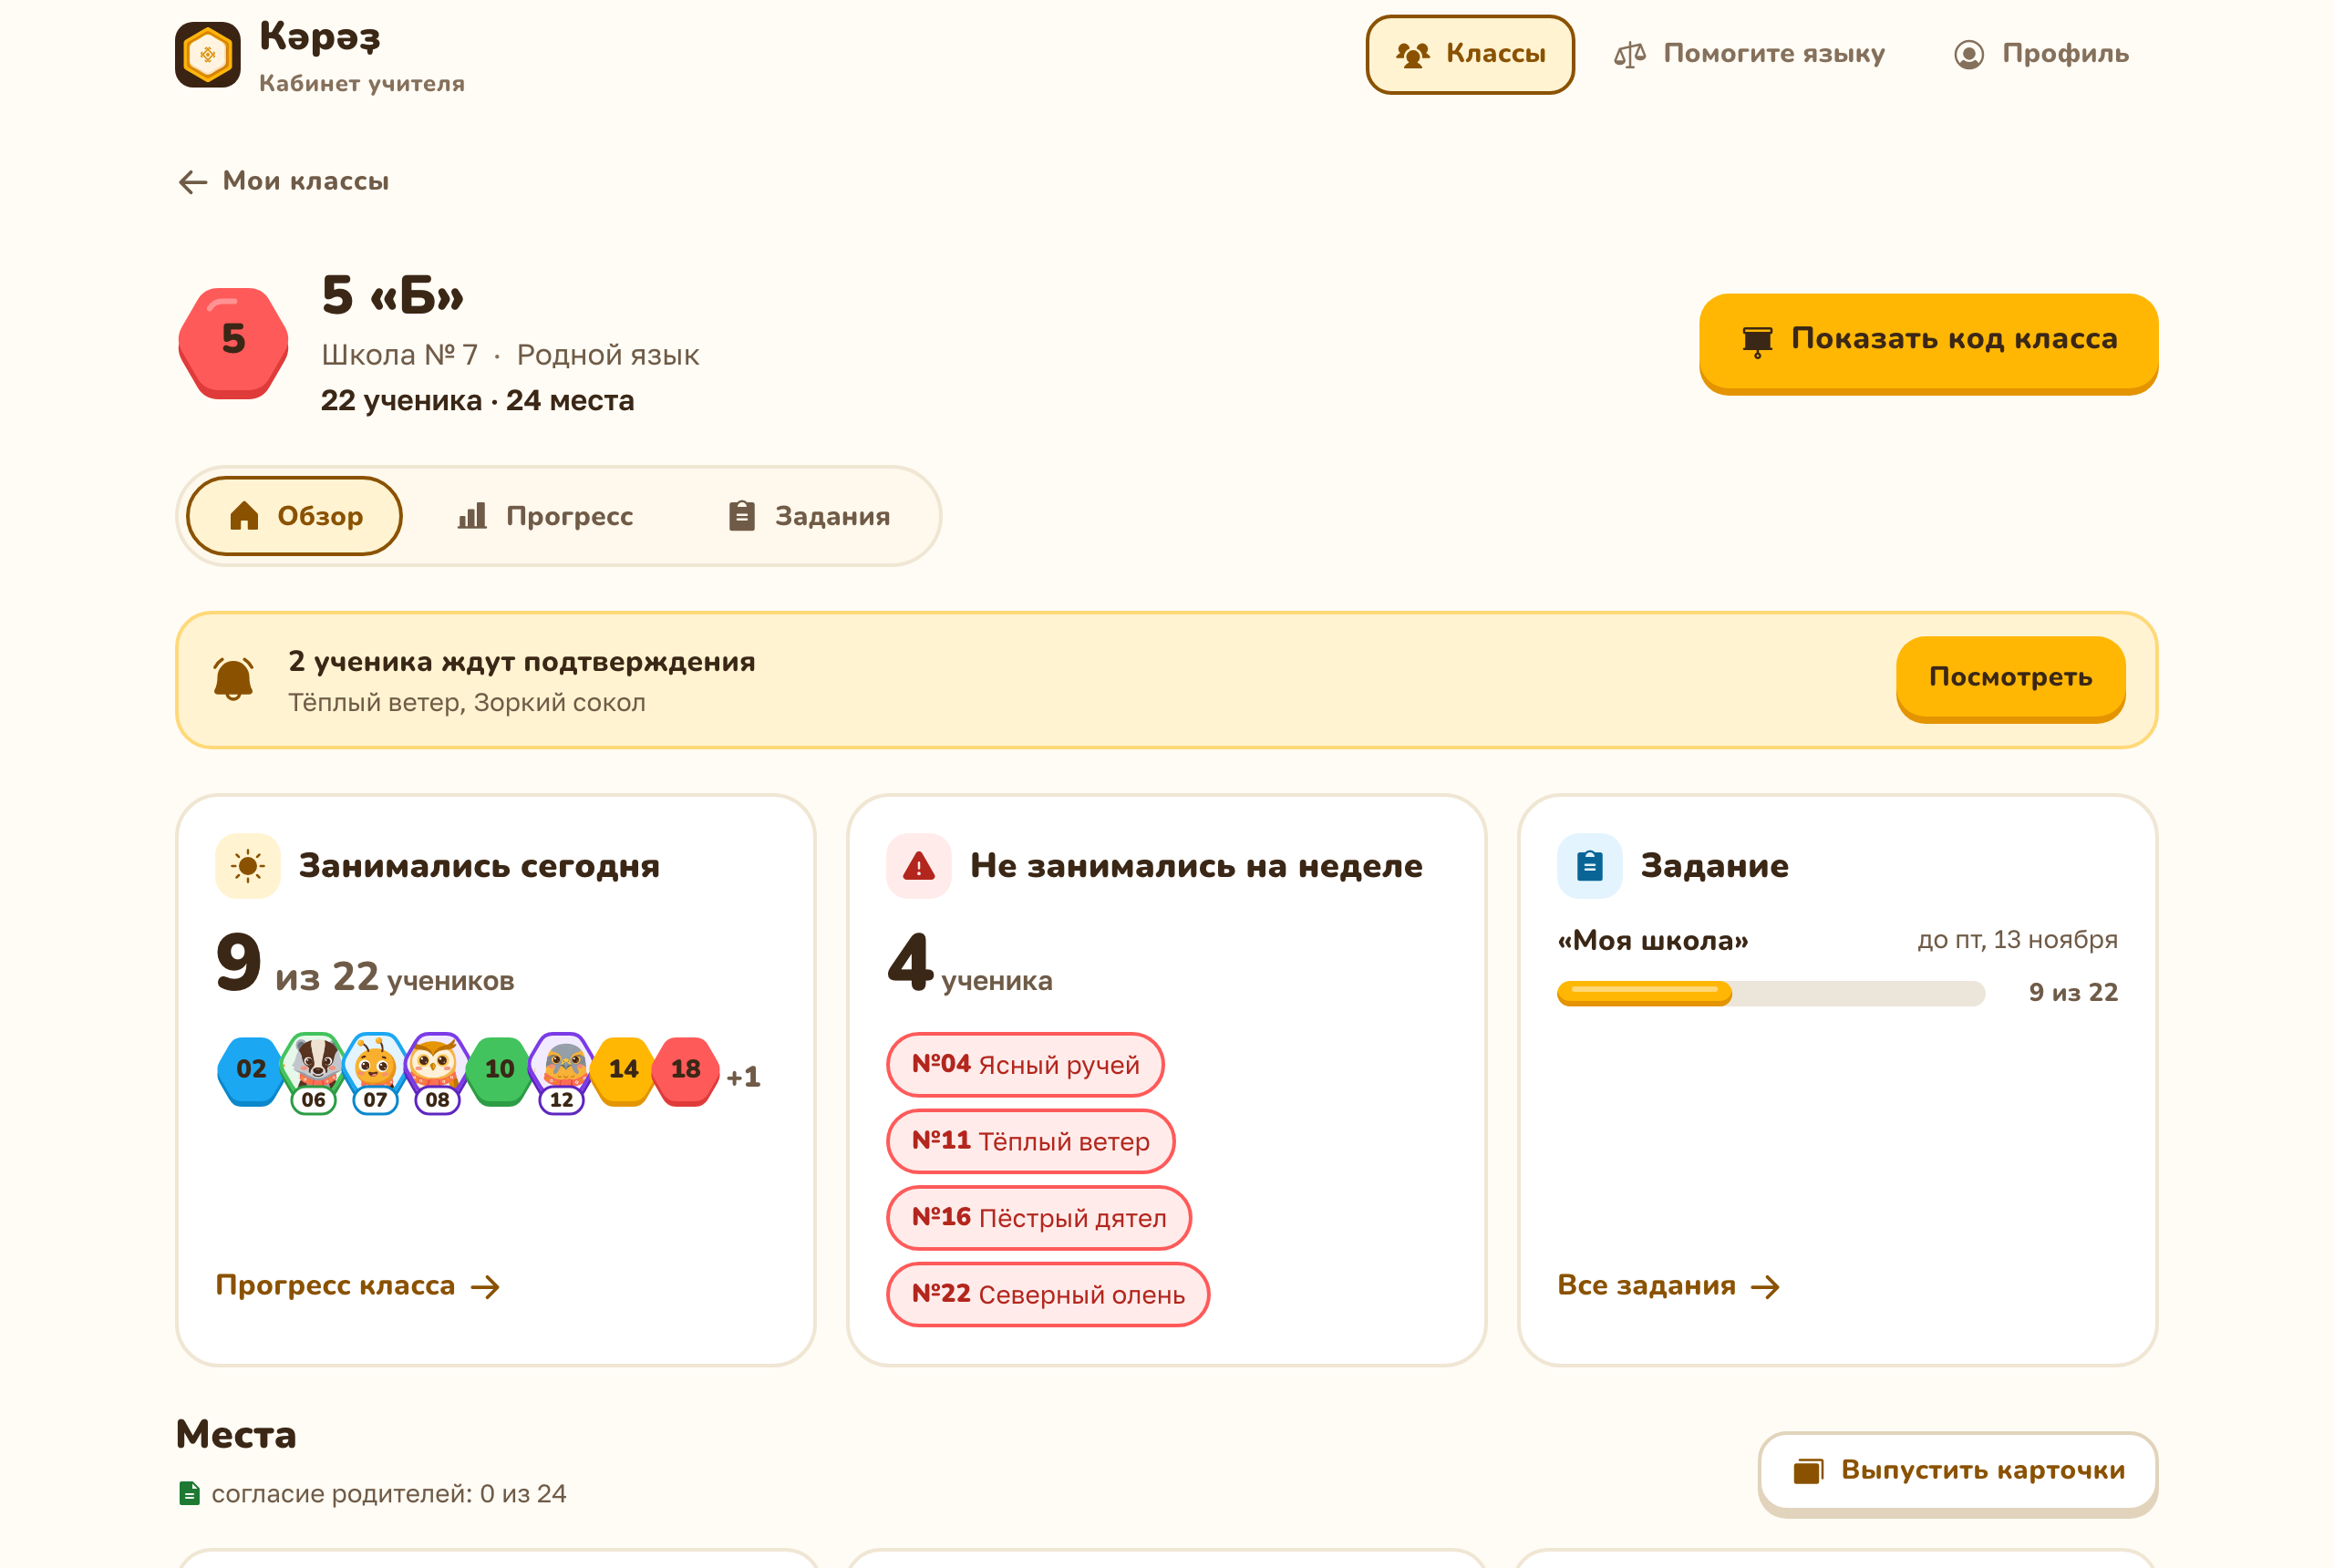 Кәрәҙ
Кабинет учителя
Классы
Помогите языку
Профиль
Мои классы
5
5 «Б»
Школа № 7 · Родной язык
22 ученика · 24 места
Показать код класса
Обзор
Прогресс
Задания
2 ученика ждут подтверждения
Тёплый ветер, Зоркий сокол
Посмотреть
Занимались сегодня
9 из 22 учеников
02 06 07 08 10 12 14 18 +1
Прогресс класса
Не занимались на неделе
4 ученика
№04 Ясный ручей
№11 Тёплый ветер
№16 Пёстрый дятел
№22 Северный олень
Задание
«Моя школа» до пт, 13 ноября
9 из 22
Все задания
Места
согласие родителей: 0 из 24
Выпустить карточки